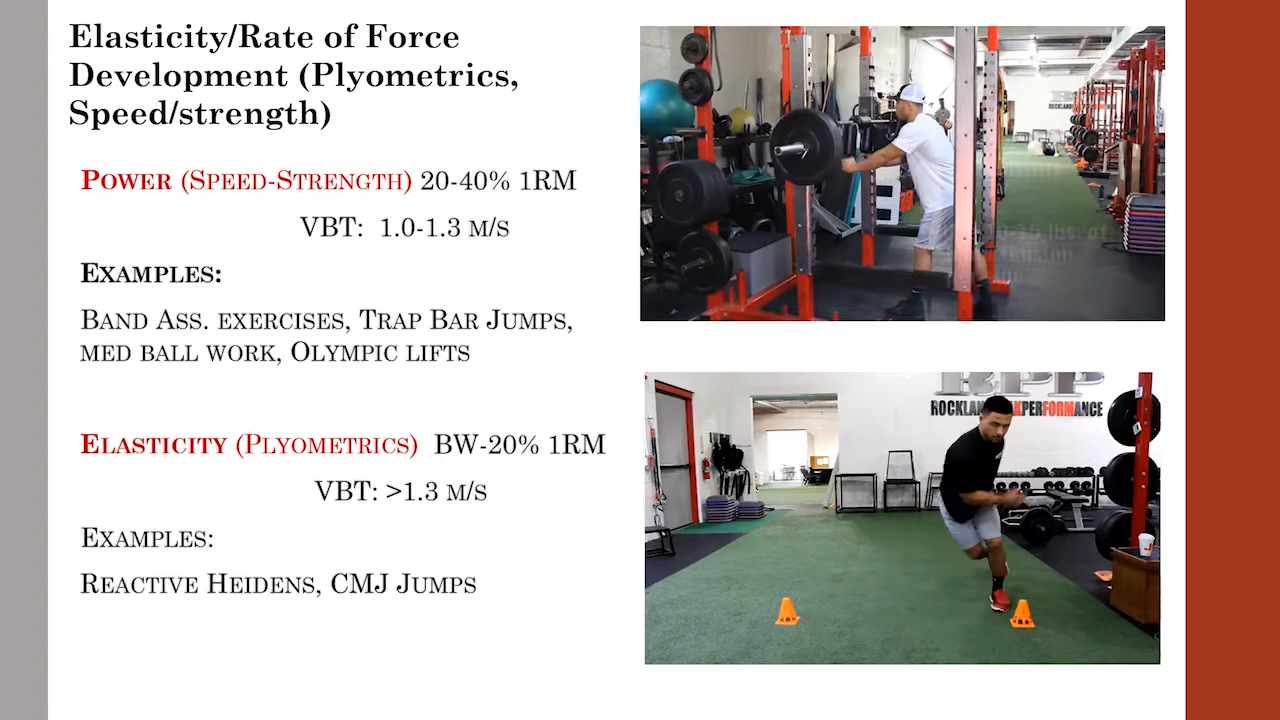 Elasticity/Rate of Force
Development (Plyometrics,
Speed/strength)
POWER (SPEED-STRENGTH) 20-40% 1RM
VBT: 1.0-1.3 M/S
EXAMPLES:
BAND ASS. EXERCISES, TRAP BAR JUMPS,
MED BALL WORK, OLYMPIC LIFTS
ELASTICITY (PLYOMETRICS) BW-20% 1RM
VBT: >1.3 M/S
EXAMPLES:
REACTIVE HEIDENS, CMJ JUMPS